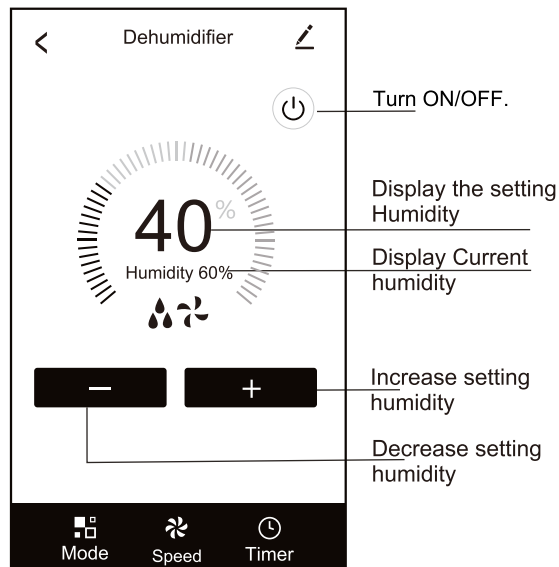 Dehumidifier
Turn ON/OFF.
40%
Display the setting
Humidity
Humidity 60%
Display Current
humidity
Increase setting
humidity
Decrease setting
humidity
Mode
Speed
Timer